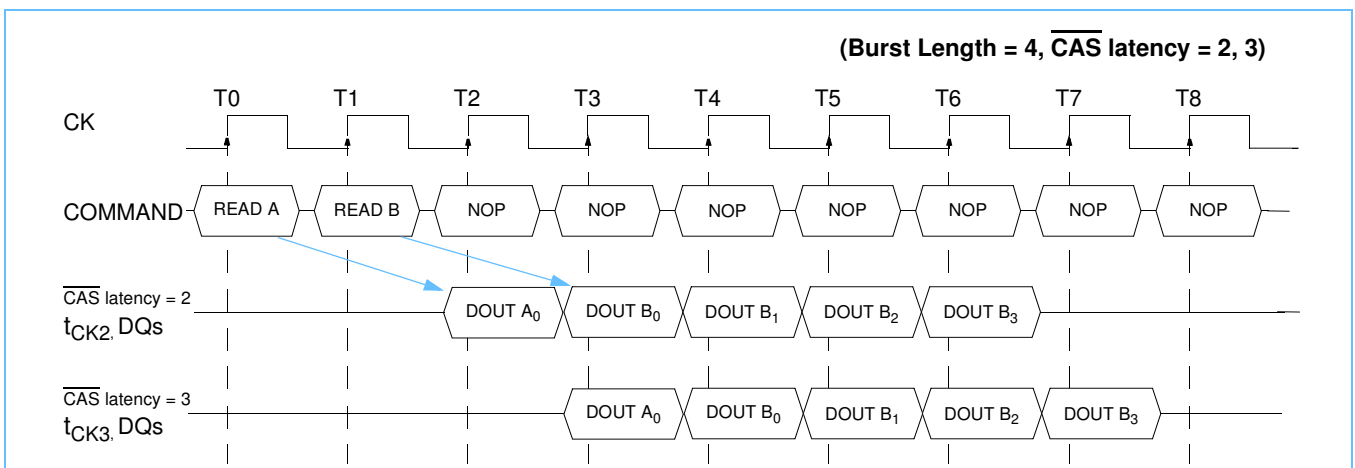 (Burst Length = 4, CAS latency = 2, 3)
T0 T1 T2 T3 T4 T5 T6 T7 T8
CK
COMMAND READ A READ B NOP NOP NOP NOP NOP NOP NOP
CAS latency = 2
tCK2, DQs DOUT A0 DOUT B0 DOUT B1 DOUT B2 DOUT B3
CAS latency = 3
tCK3, DQs DOUT A0 DOUT B0 DOUT B1 DOUT B2 DOUT B3